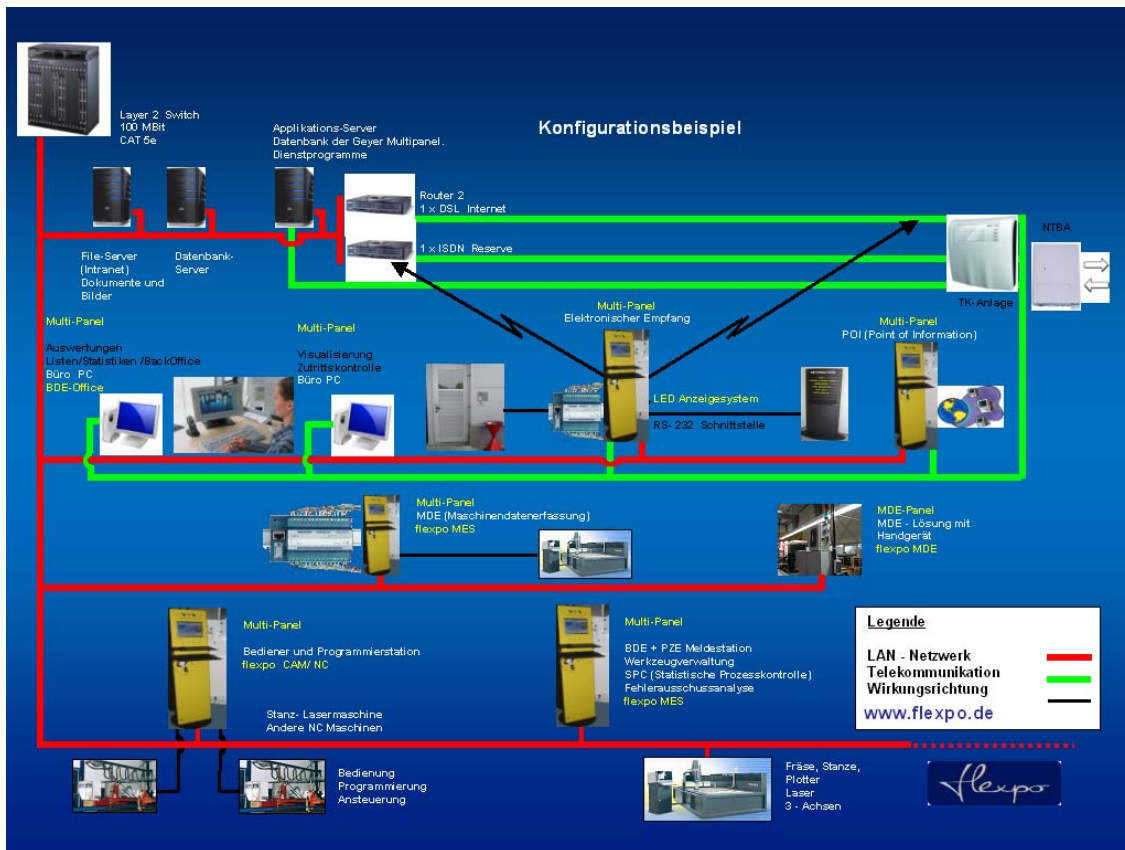 Layer 2 Switch
100 MBit
CAT 5e
Applikations-Server
Datenbank der Geyer Multipanel.
Dienstprogramme
Konfigurationsbeispiel
Router 2
1 x DSL Internet
1 x ISDN Reserve
NTBA
TK-Anlage
File-Server
(Intranet)
Dokumente und
Bilder
Datenbank-
Server
Multi-Panel
Auswertungen
Listen/Statistiken /BackOffice
Büro PC
BDE-Office
Multi-Panel
Visualisierung
Zutrittskontrolle
Büro PC
Multi-Panel
Elektronischer Empfang
LED Anzeigesystem
RS- 232 Schnittstelle
Multi-Panel
POI (Point of Information)
Multi-Panel
MDE (Maschinendatenerfassung)
flexpo MES
MDE-Panel
MDE - Lösung mit
Handgerät
flexpo MDE
Multi-Panel
Bediener und Programmierstation
flexpo CAM/ NC
Stanz- Lasermaschine
Andere NC Maschinen
Multi-Panel
BDE + PZE Meldestation
Werkzeugverwaltung
SPC (Statistische Prozesskontrolle)
Fehlerausschussanalyse
flexpo MES
Legende
LAN - Netzwerk
Telekommunikation
Wirkungsrichtung
www.flexpo.de
Bedienung
Programmierung
Ansteuerung
Fräse, Stanze,
Plotter
Laser
3 - Achsen
flexpo